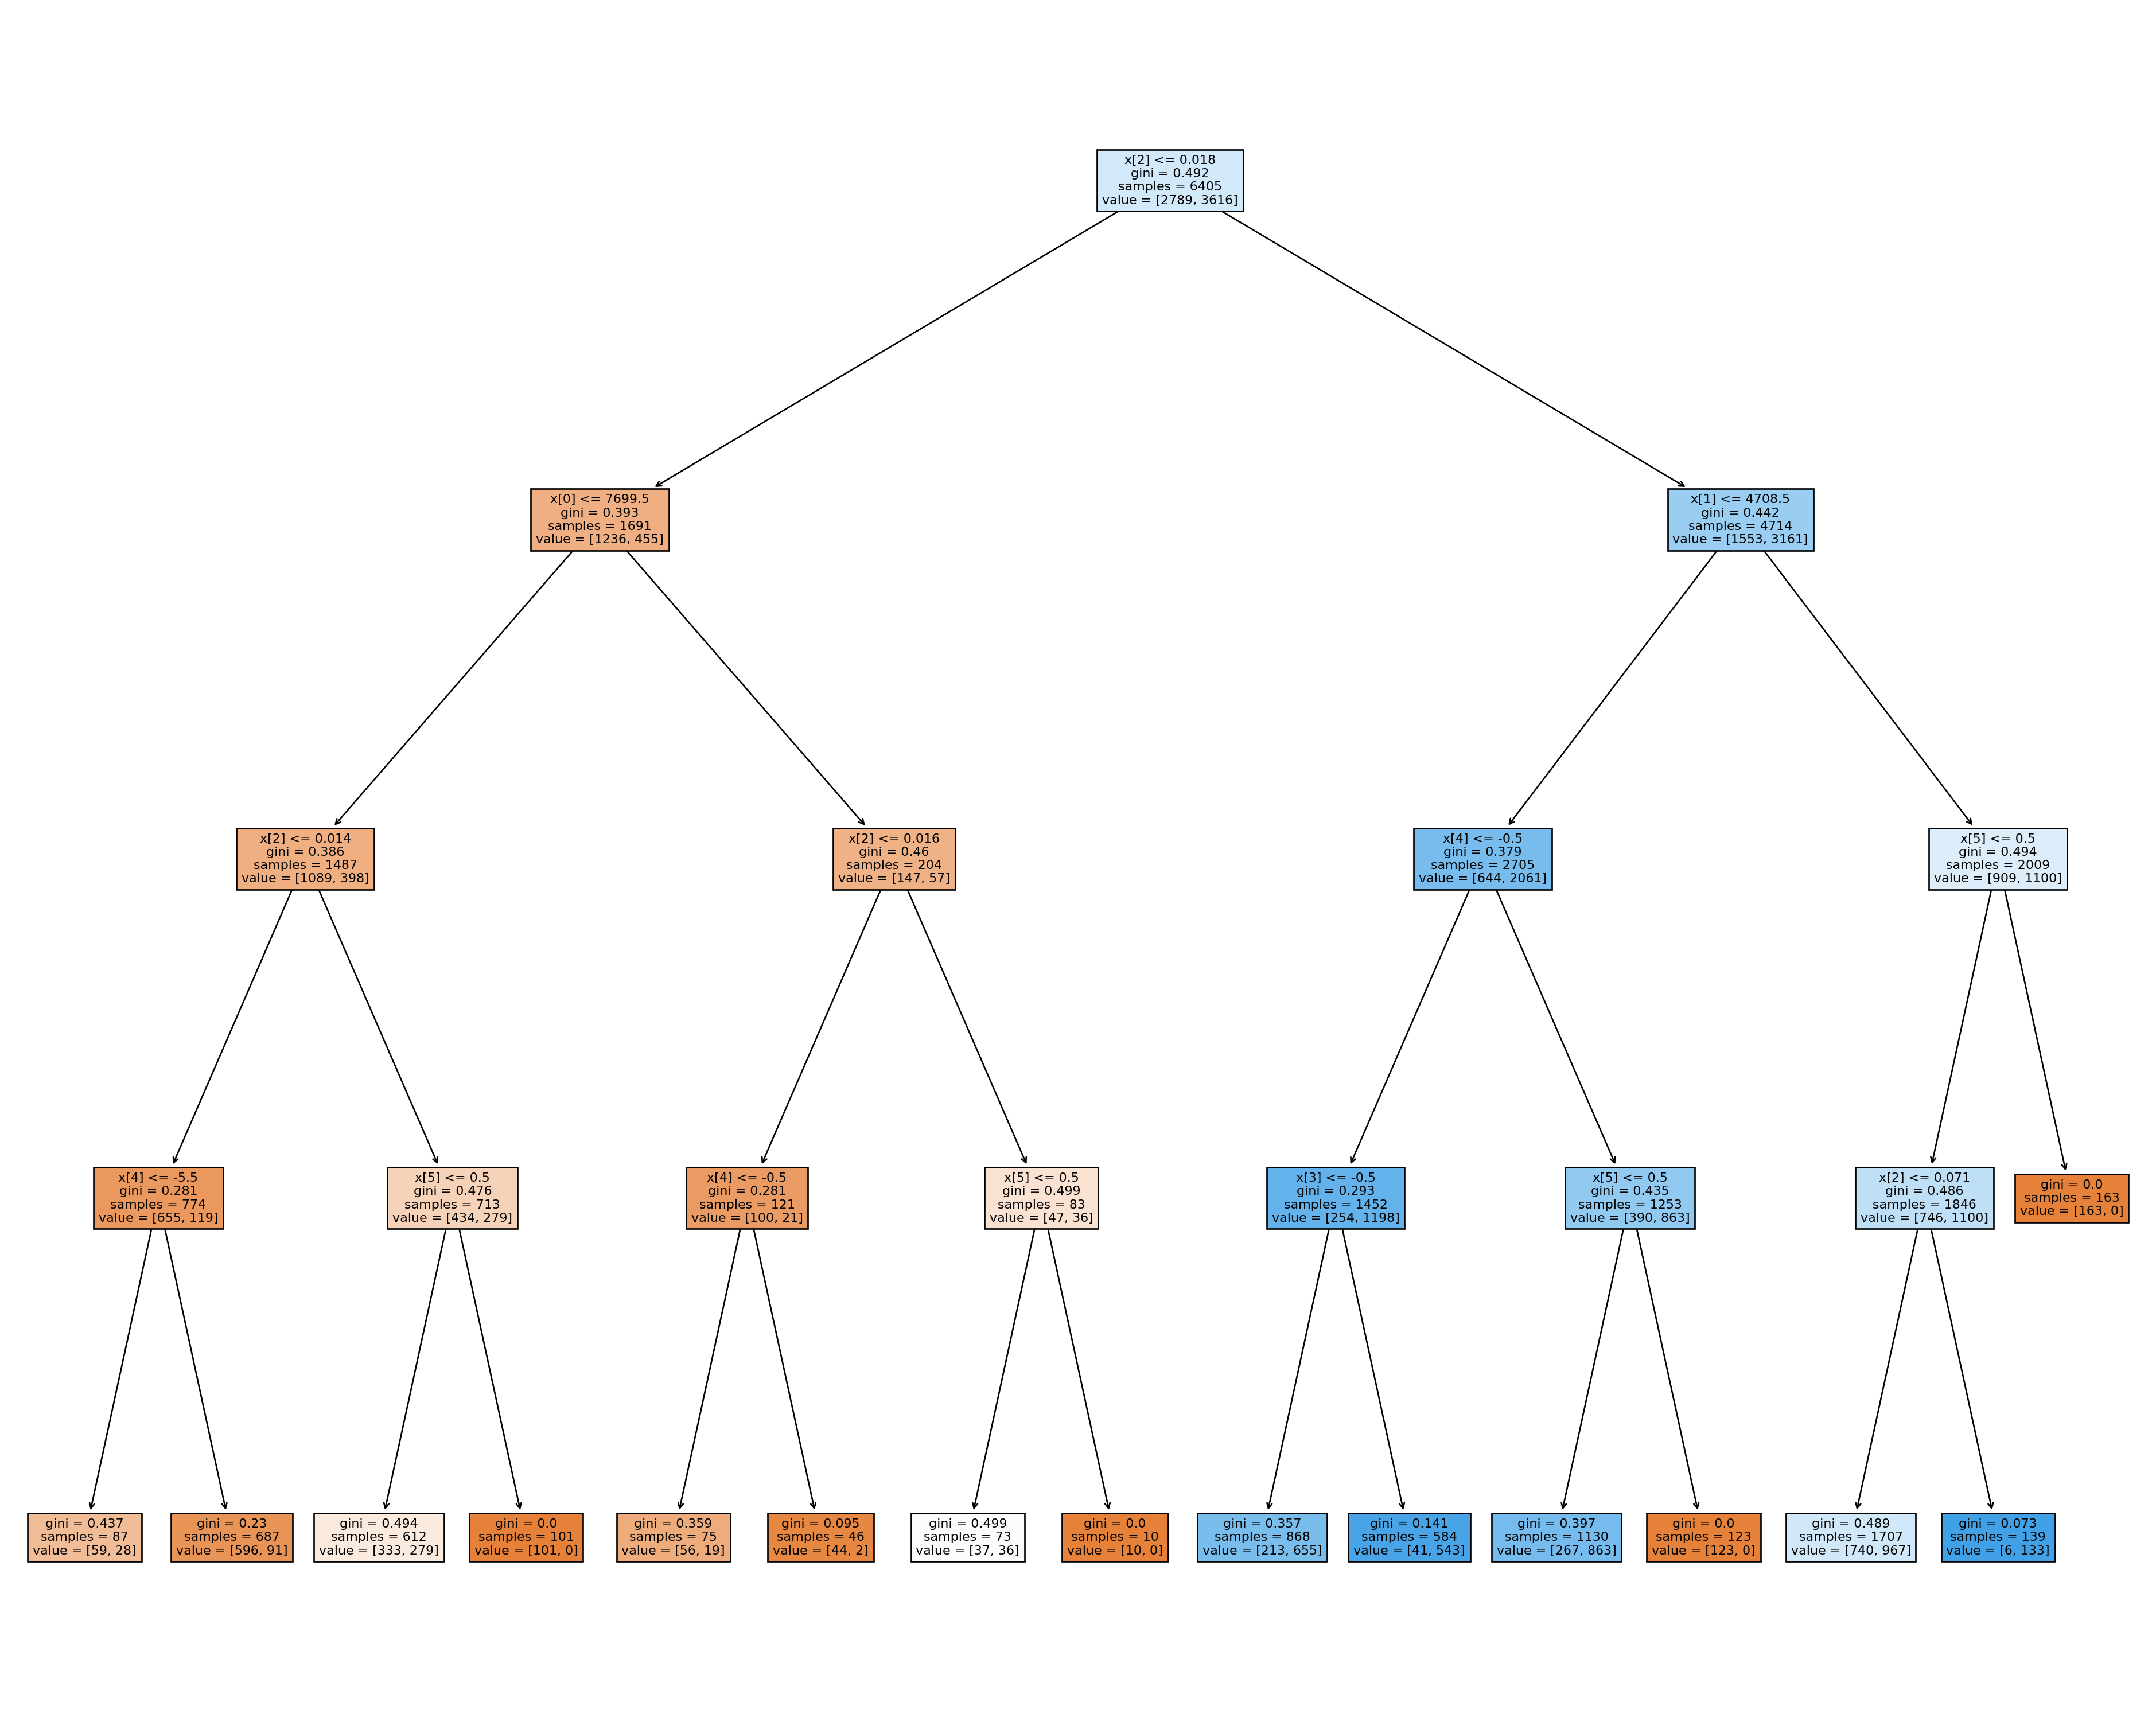 x[2] <= 0.018
gini = 0.492
samples = 6405
value = [2789, 3616]
x[0] <= 7699.5
gini = 0.393
samples = 1691
value = [1236, 455]
x[1] <= 4708.5
gini = 0.442
samples = 4714
value = [1553, 3161]
x[2] <= 0.014
gini = 0.386
samples = 1487
value = [1089, 398]
x[2] <= 0.016
gini = 0.46
samples = 204
value = [147, 57]
x[4] <= -0.5
gini = 0.379
samples = 2705
value = [644, 2061]
x[5] <= 0.5
gini = 0.494
samples = 2009
value = [909, 1100]
x[4] <= -5.5
gini = 0.281
samples = 774
value = [655, 119]
x[5] <= 0.5
gini = 0.476
samples = 713
value = [434, 279]
x[4] <= -0.5
gini = 0.281
samples = 121
value = [100, 21]
x[5] <= 0.5
gini = 0.499
samples = 83
value = [47, 36]
x[3] <= -0.5
gini = 0.293
samples = 1452
value = [254, 1198]
x[5] <= 0.5
gini = 0.435
samples = 1253
value = [390, 863]
x[2] <= 0.071
gini = 0.486
samples = 1846
value = [746, 1100]
gini = 0.0
samples = 163
value = [163, 0]
gini = 0.437
samples = 87
value = [59, 28]
gini = 0.23
samples = 687
value = [596, 91]
gini = 0.494
samples = 612
value = [333, 279]
gini = 0.0
samples = 101
value = [101, 0]
gini = 0.359
samples = 75
value = [56, 19]
gini = 0.095
samples = 46
value = [44, 2]
gini = 0.499
samples = 73
value = [37, 36]
gini = 0.0
samples = 10
value = [10, 0]
gini = 0.357
samples = 868
value = [213, 655]
gini = 0.141
samples = 584
value = [41, 543]
gini = 0.397
samples = 1130
value = [267, 863]
gini = 0.0
samples = 123
value = [123, 0]
gini = 0.489
samples = 1707
value = [740, 967]
gini = 0.073
samples = 139
value = [6, 133]